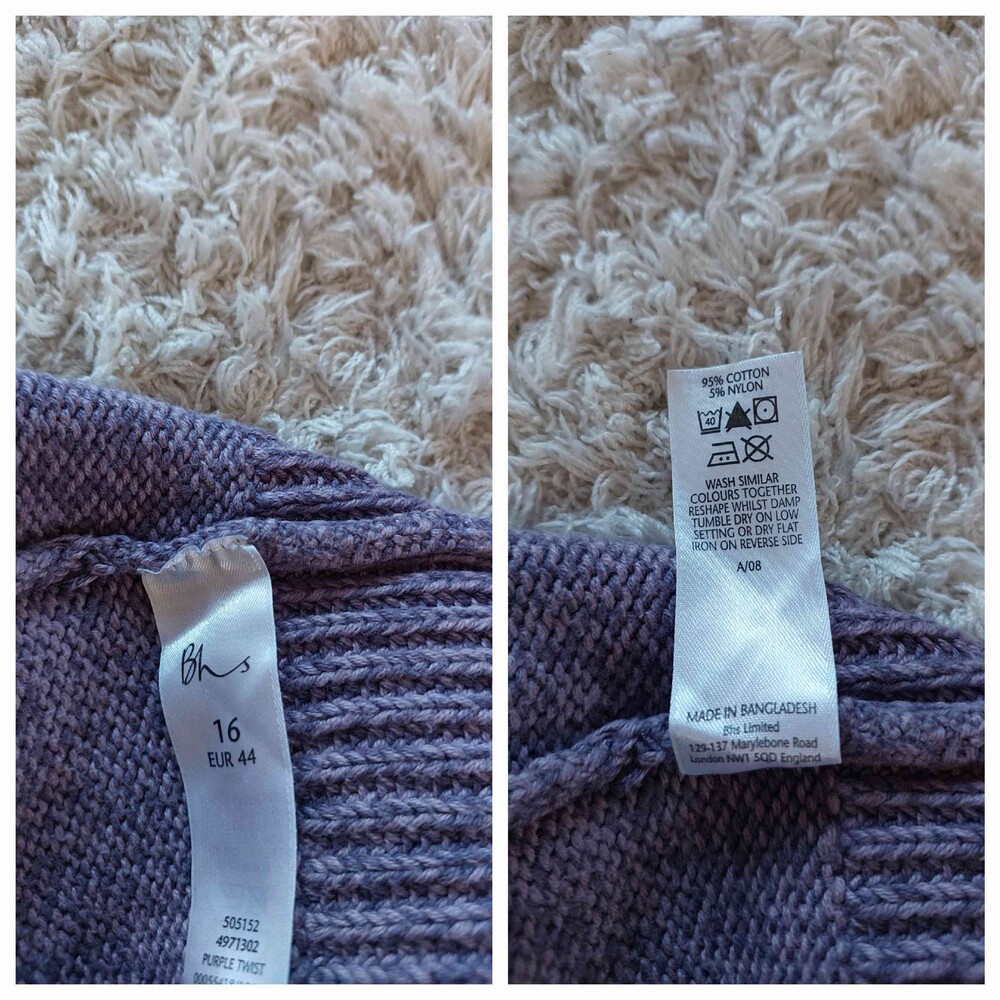 Bhs
16
EUR 44
505152
4971302
PURPLE TWIST
95% COTTON
5% NYLON
40
WASH SIMILAR
COLOURS TOGETHER
RESHAPE WHILST DAMP
TUMBLE DRY ON LOW
SETTING OR DRY FLAT
IRON ON REVERSE SIDE
A/08
MADE IN BANGLADESH
Bhs Limited
129-137 Marylebone Road
London NW1 5QD England